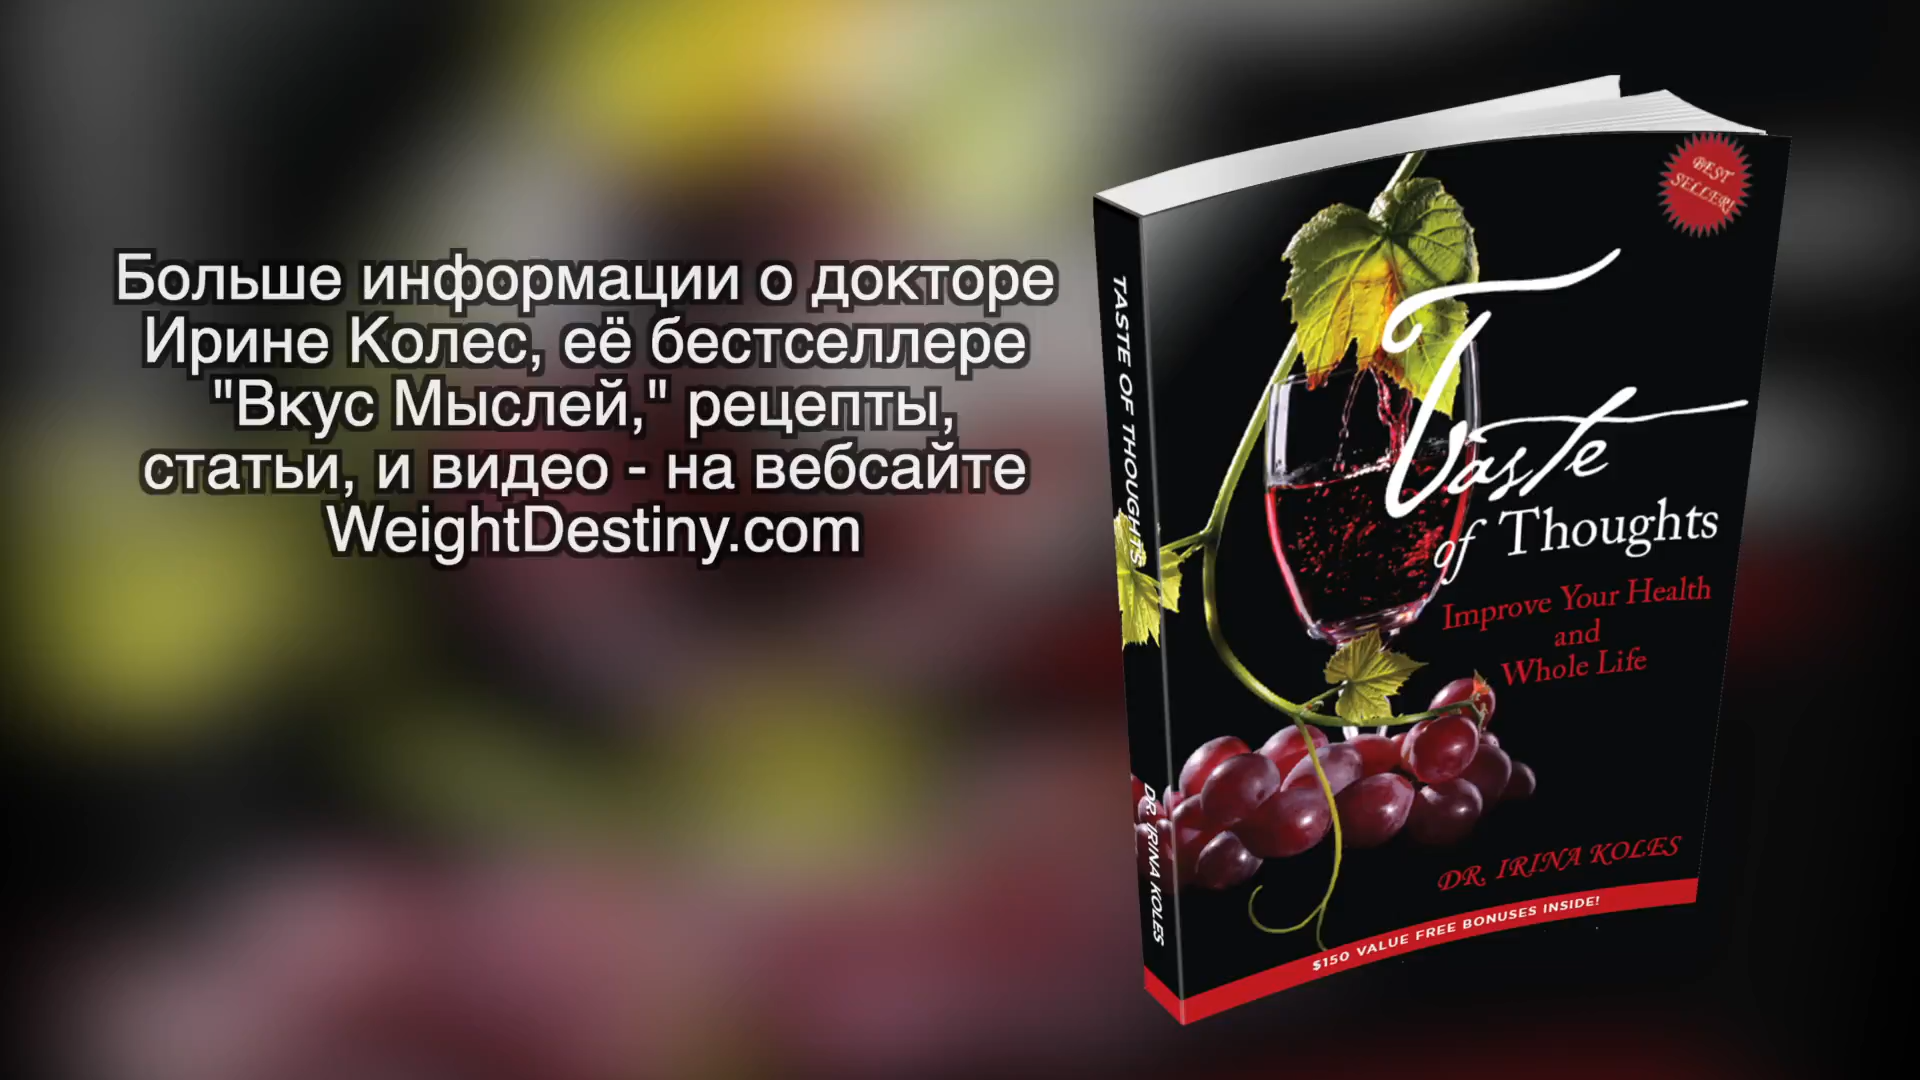 Больше информации о докторе
Ирине Колес, её бестселлере
"Вкус Мыслей," рецепты,
статьи, и видео - на вебсайте
WeightDestiny.com
BEST
SELLER!
Taste
of Thoughts
Improve Your Health
and
Whole Life
DR. IRINA KOLES
$150 VALUE FREE BONUSES INSIDE!
TASTE OF THOUGHTS
DR. IRINA KOLES